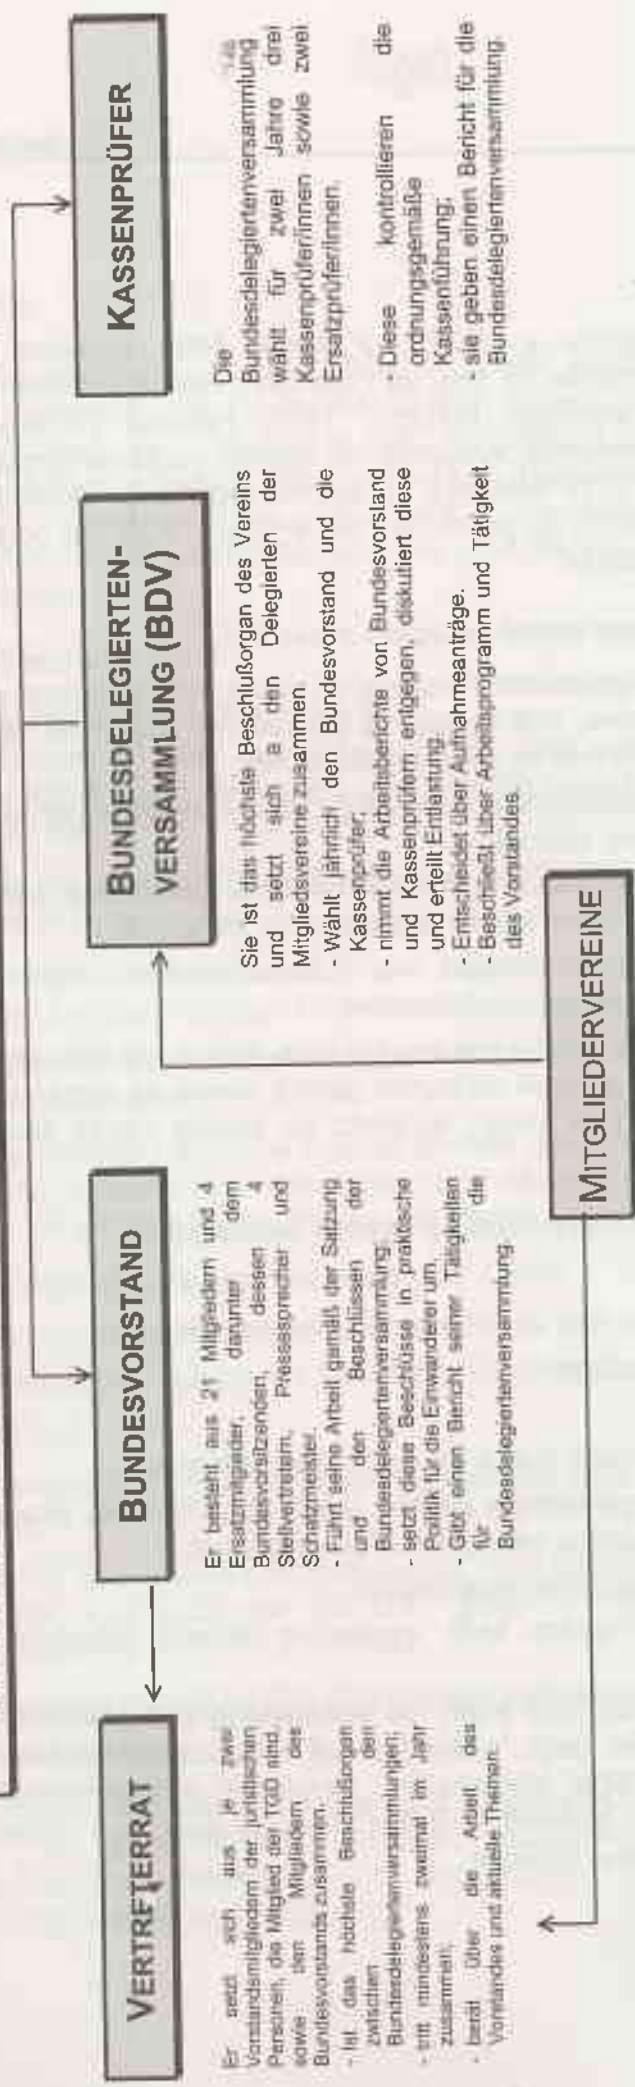 VERTRETERRAT
Er setzt sich aus je zwei
Vorstandsmitgliedern der juristischen
Personen, die Mitglied der TGD sind,
sowie den Mitgliedern des
Bundesvorstands zusammen.
- Ist das höchste Beschlußorgan
zwischen den
Bundesdelegiertenversammlungen;
- tritt mindestens zweimal im Jahr
zusammen;
- berät über die Arbeit des
Vorstandes und aktuelle Themen.
BUNDESVORSTAND
Er besteht aus 21 Mitgliedern und 4
Ersatzmitglieder, darunter dem
Bundesvorsitzenden, dessen 4
Stellvertretern, Pressesprecher und
Schatzmeister.
- Führt seine Arbeit gemäß der Satzung
und den Beschlüssen der
Bundesdelegiertenversammlung;
- setzt diese Beschlüsse in praktische
Politik für die Einwanderer um,
- Gibt einen Bericht seiner Tätigkeiten
für die
Bundesdelegiertenversammlung.
BUNDESDELEGIERTEN-
VERSAMMLUNG (BDV)
Sie ist das höchste Beschlußorgan des Vereins
und setzt sich a den Delegierten der
Mitgliedsvereine zusammen.
- Wählt jährlich den Bundesvorstand und die
Kassenprüfer;
- nimmt die Arbeitsberichte von Bundesvorstand
und Kassenprüfern entgegen, diskutiert diese
und erteilt Entlastung.
- Entscheidet über Aufnahmeanträge.
- Beschließt über Arbeitsprogramm und Tätigkeit
des Vorstandes.
KASSENPRÜFER
Die
Bundesdelegiertenversammlung
wählt für zwei Jahre drei
Kassenprüfer/innen sowie zwei
Ersatzprüfer/innen.
- Diese kontrollieren die
ordnungsgemäße
Kassenführung;
- sie geben einen Bericht für die
Bundesdelegiertenversammlung.
MITGLIEDERVEREINE